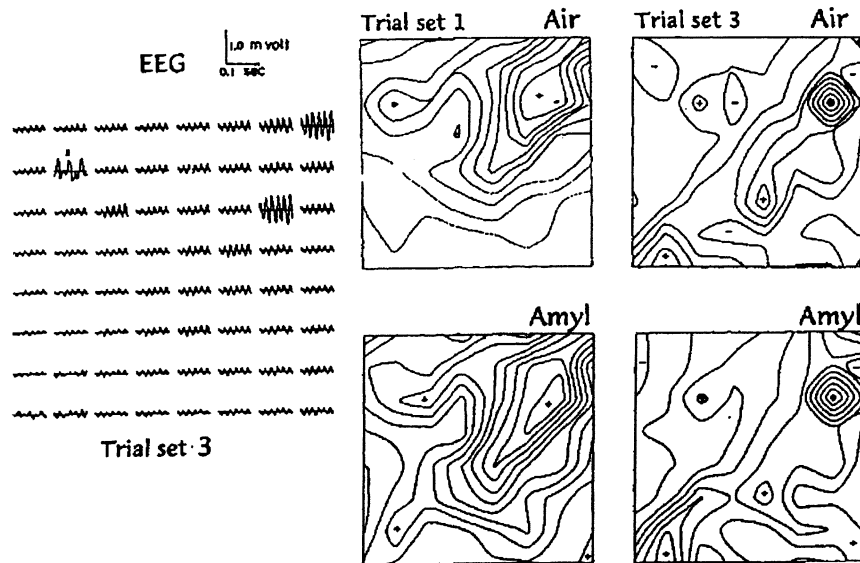 Trial set 1 Air
Trial set 3 Air
EEG
1.0 m volt
0.1 sec
Amyl
Amyl
Trial set · 3